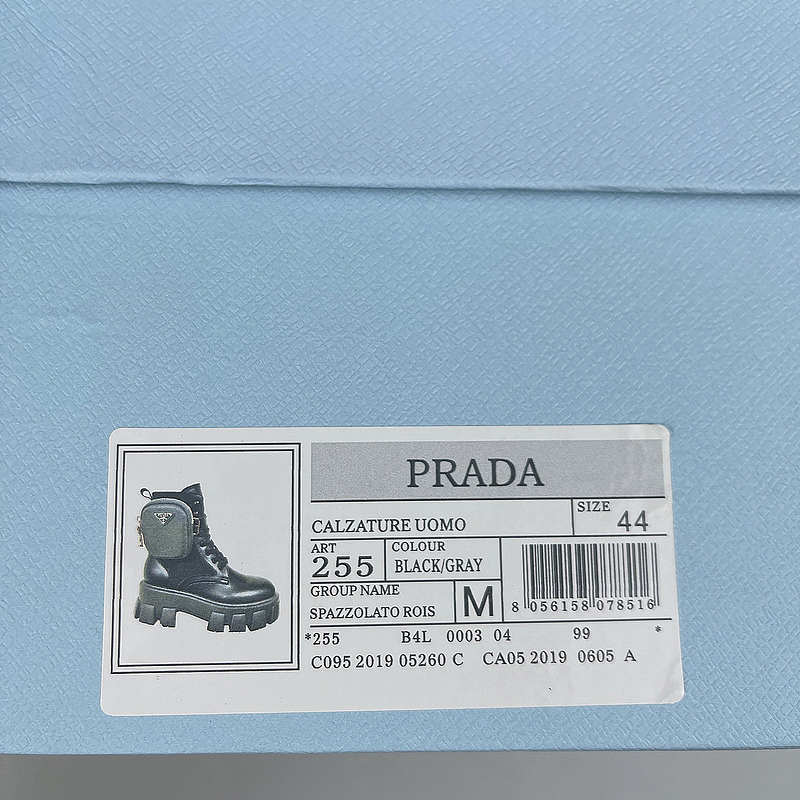 PRADA
CALZATURE UOMO
SIZE
44
ART
255
COLOUR
BLACK/GRAY
GROUP NAME
SPAZZOLATO ROIS
M
8 056158 078516
*255 B4L 0003 04 99 *
C095 2019 05260 C CA05 2019 0605 A